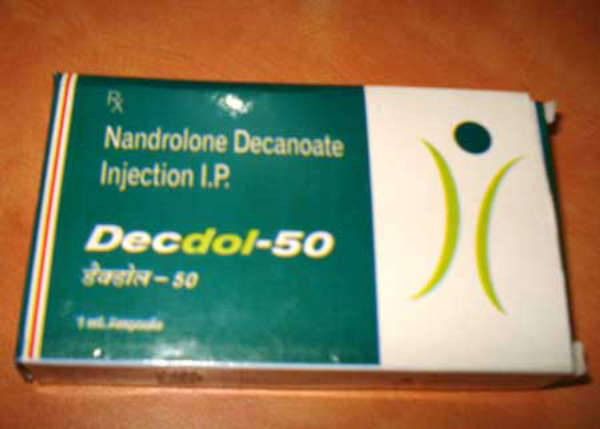 Rx
Nandrolone Decanoate
Injection I.P.
Decdol-50
डेक्डोल - 50
1 mL Ampoule